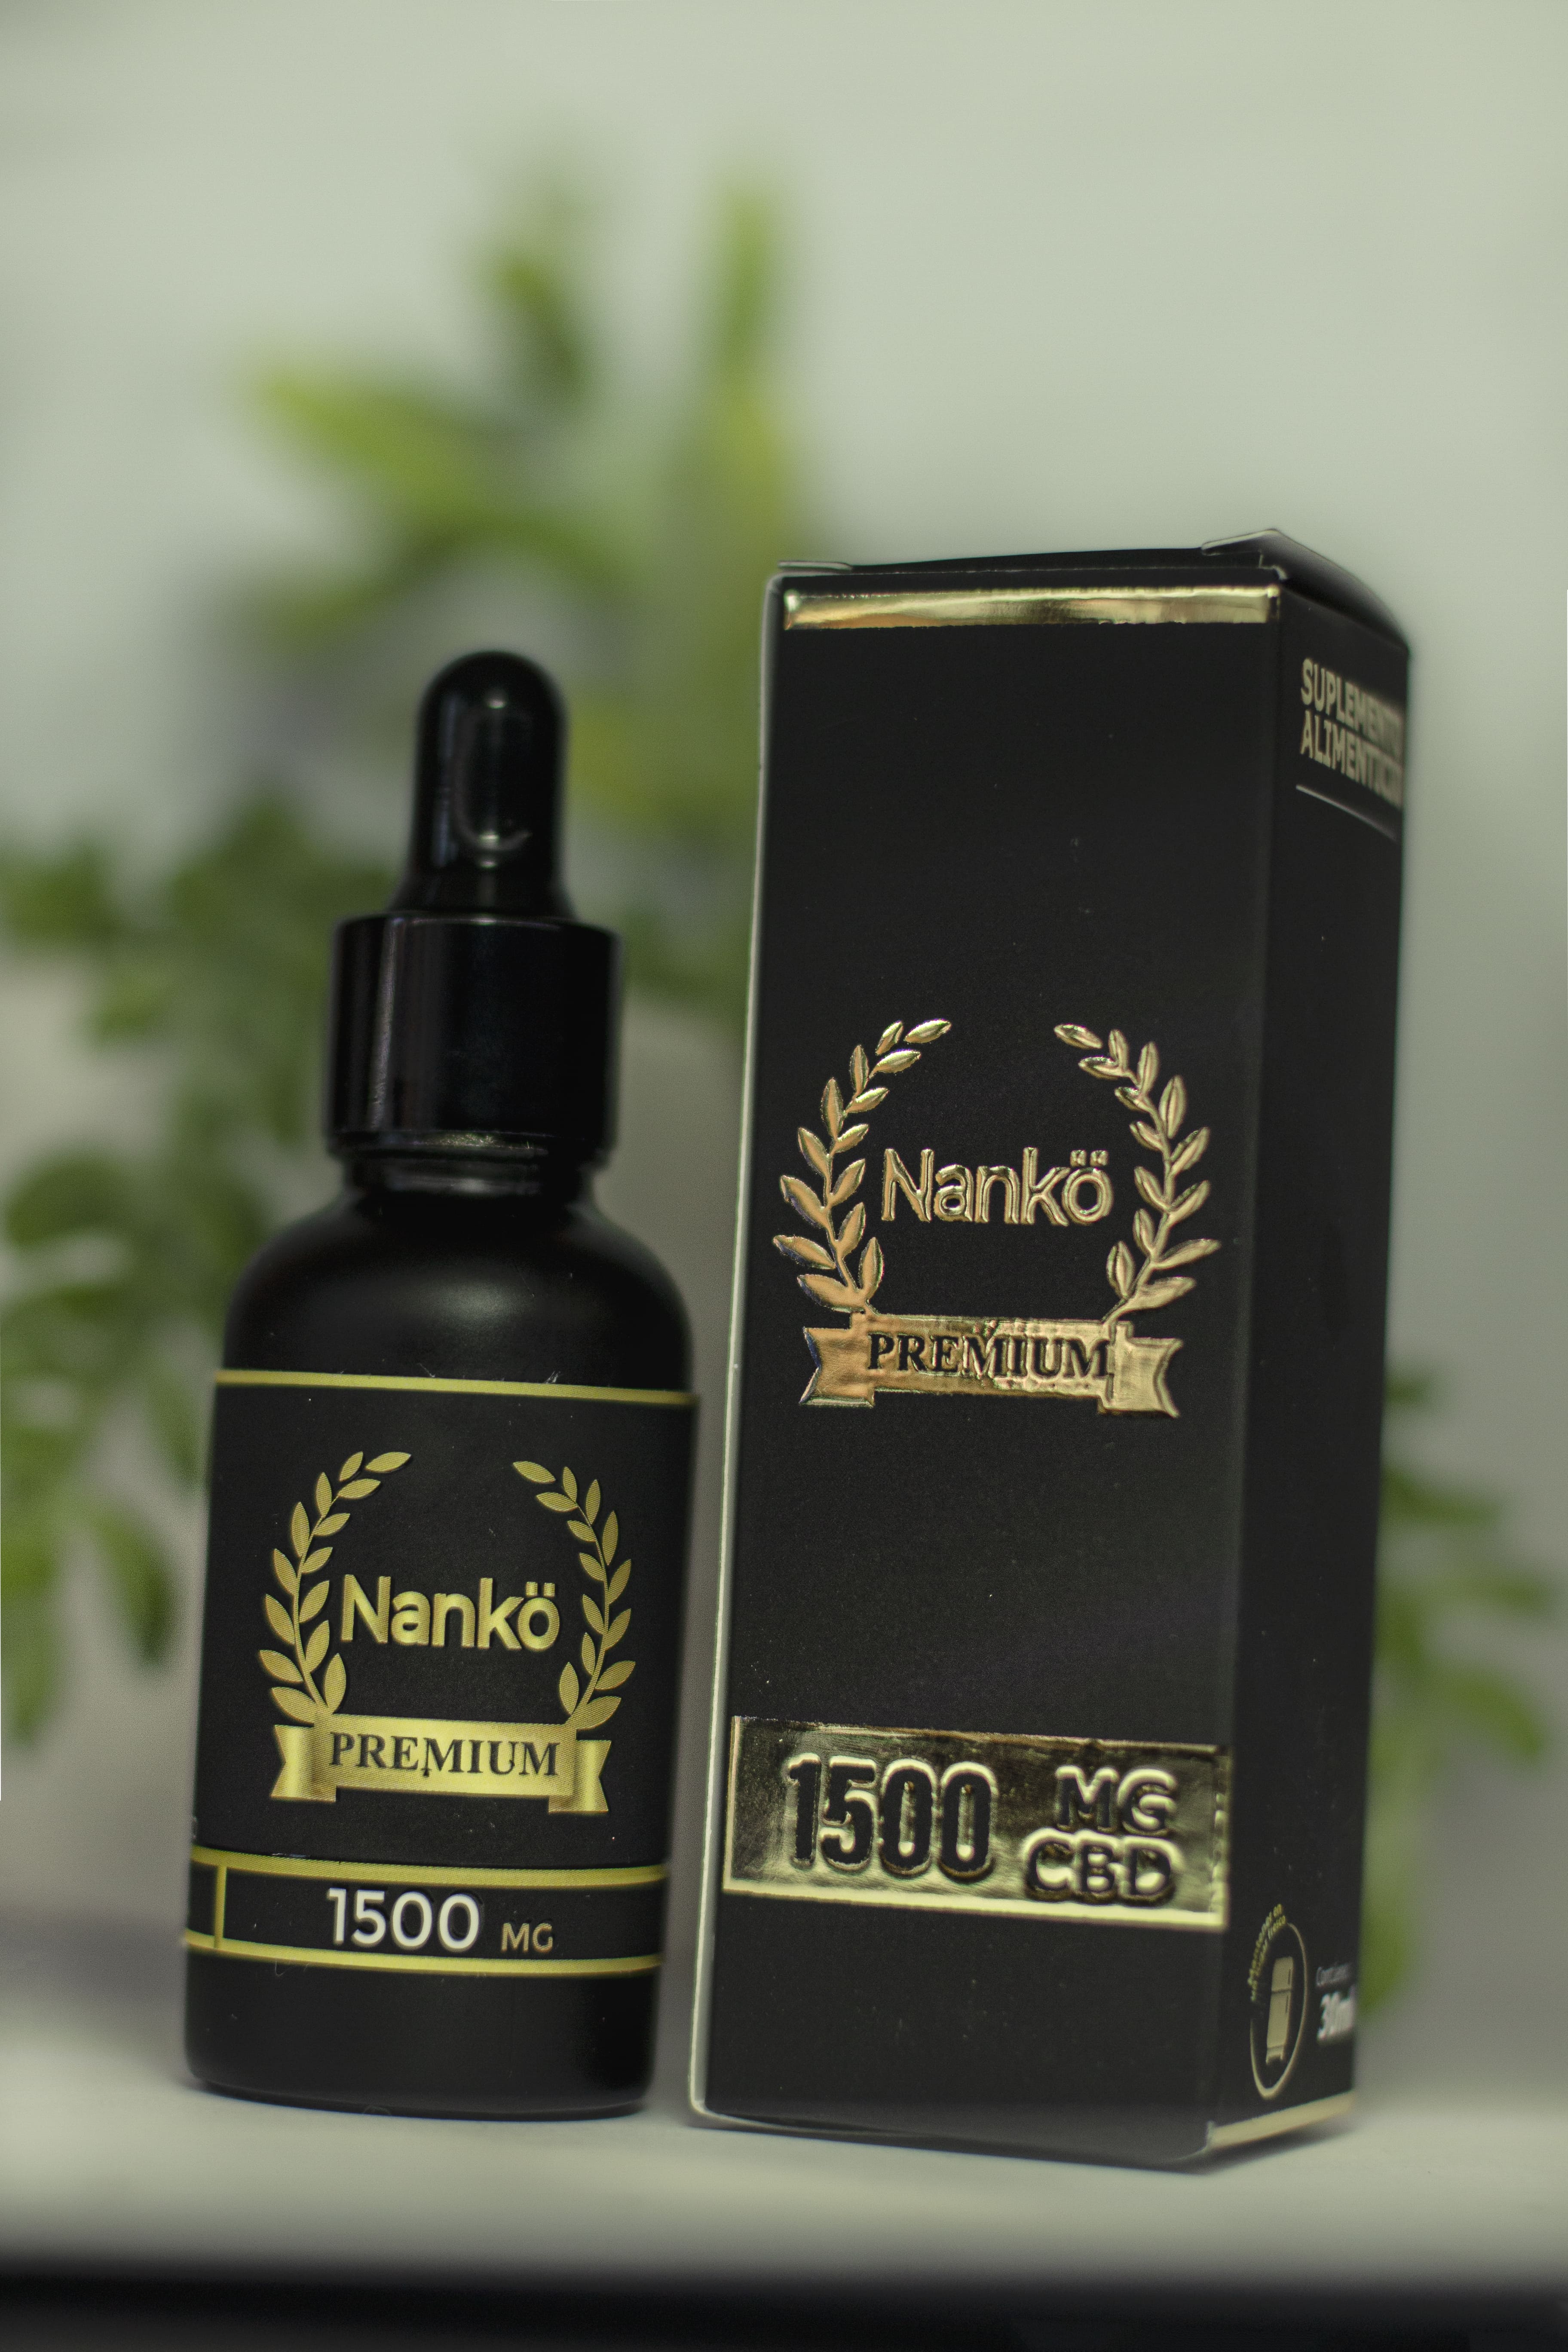 Nankö
PREMIUM
1500 MG
Nankö
PREMIUM
1500 MG
CBD
SUPLEMENTO
ALIMENTICIO
30ml